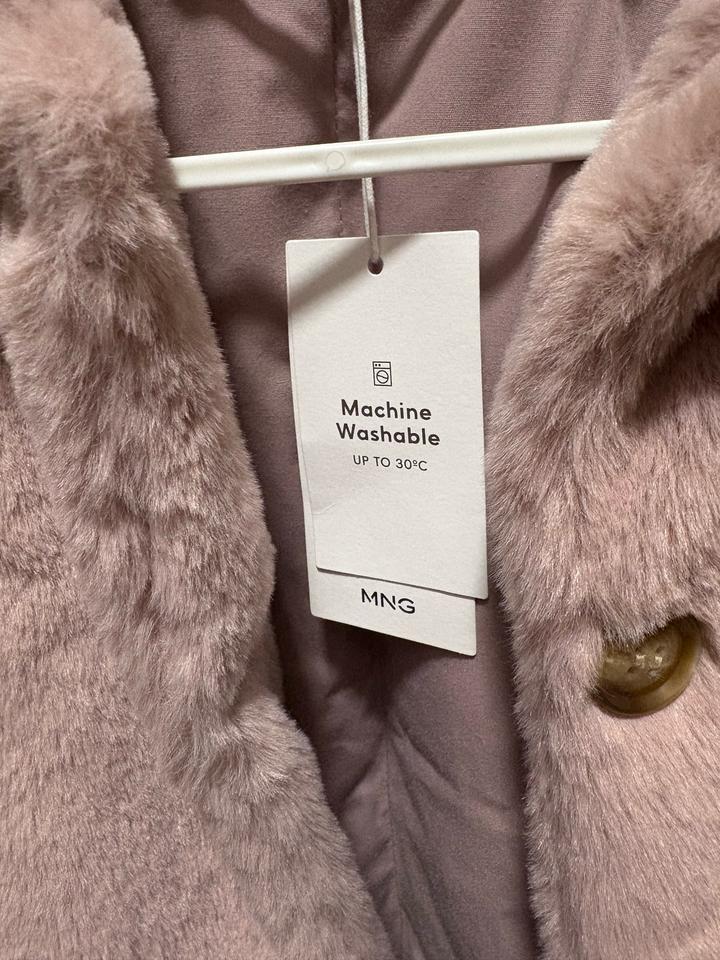 Machine
Washable
UP TO 30ºC
MNG